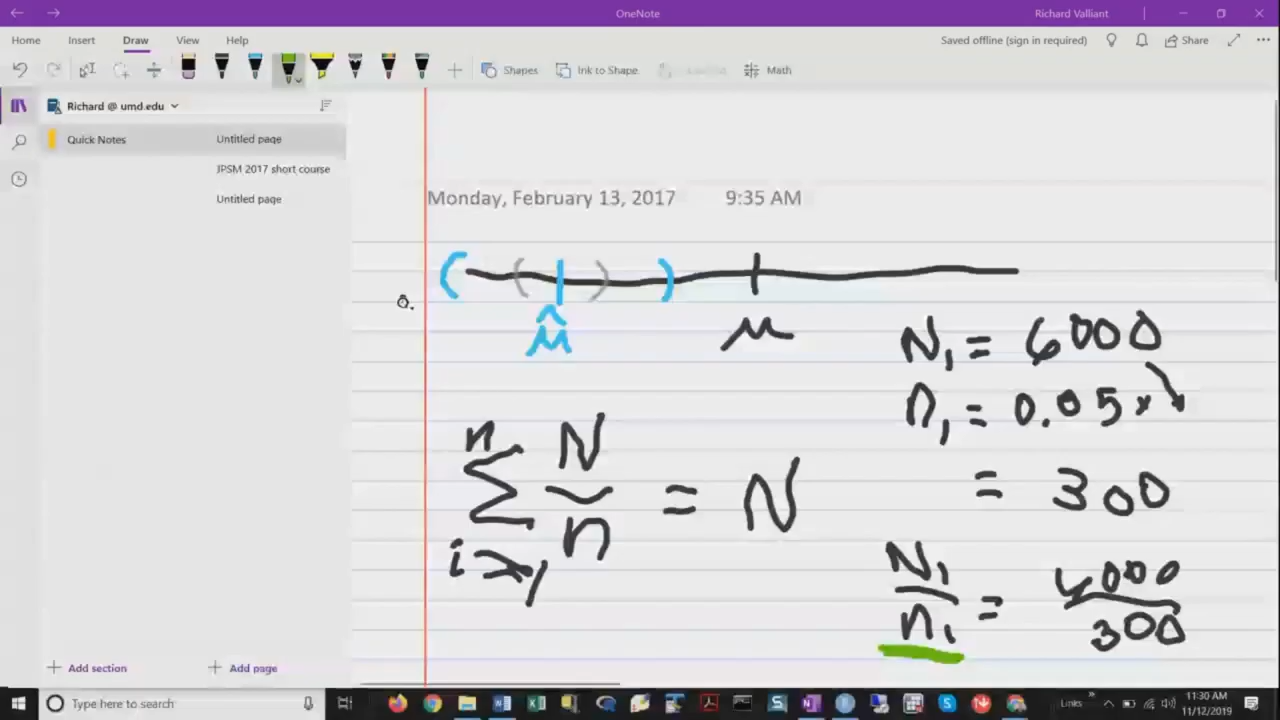 OneNote
Richard Valliant
Home Insert Draw View Help
Saved offline (sign in required)
Share
Shapes
Ink to Shape
Math
Richard @ umd.edu
Quick Notes
Untitled page
JPSM 2017 short course
Untitled page
Monday, February 13, 2017 9:35 AM
( ( ) )
μ̂ μ
N₁ = 6000
n₁ = 0.05 ×
= 300
n
Σ N/n = N
i=1
N₁/n₁ = 6000/300
Add section
Add page
Type here to search
Links
11:30 AM
11/12/2019